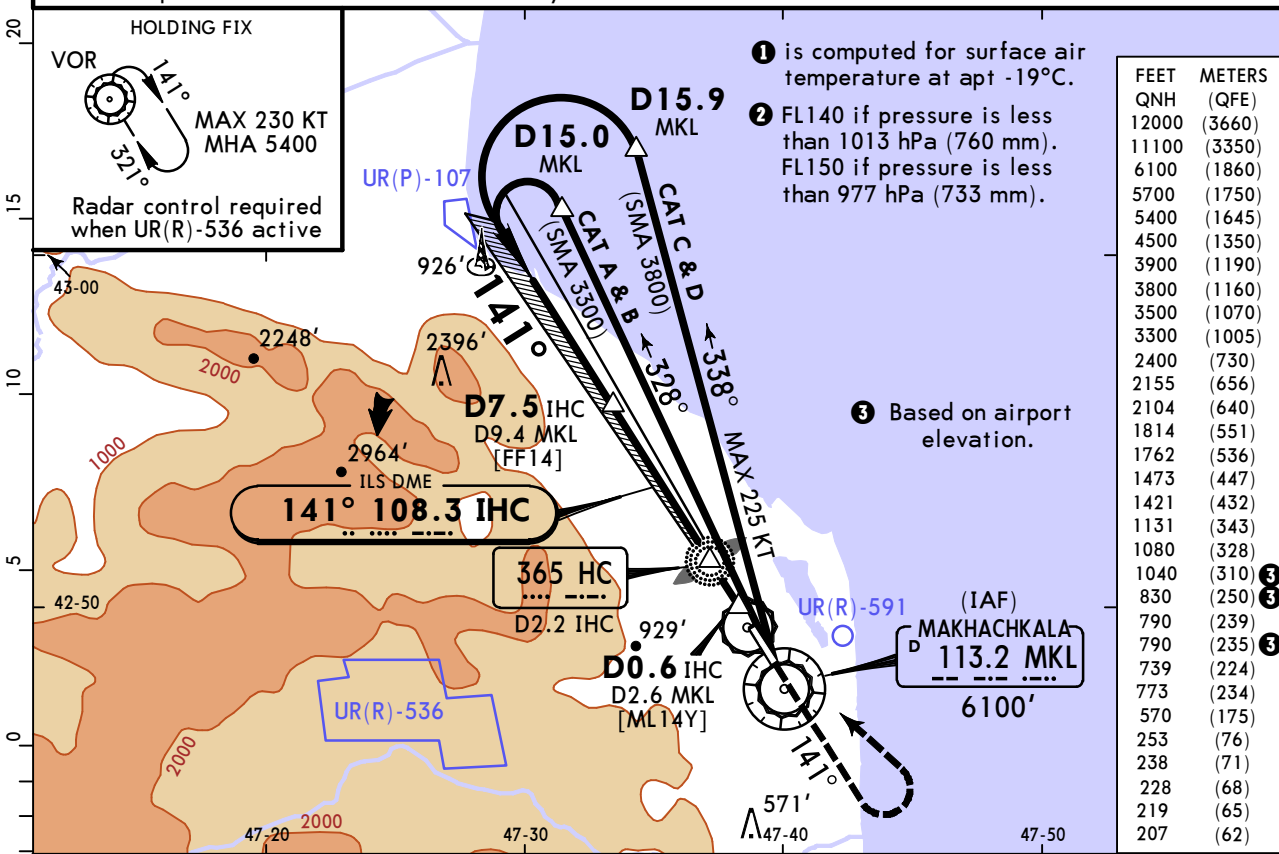 HOLDING FIX
VOR
141°
MAX 230 KT
MHA 5400
321°
Radar control required
when UR(R)-536 active
20
15
10
5
0
❶ is computed for surface air
temperature at apt -19°C.
❷ FL140 if pressure is less
than 1013 hPa (760 mm).
FL150 if pressure is less
than 977 hPa (733 mm).
❸ Based on airport
elevation.
D15.9
MKL
D15.0
MKL
UR(P)-107
926'
141°
CAT A & B
(SMA 3300)
328°
CAT C & D
(SMA 3800)
338°
MAX 225 KT
43-00
2248'
2000
2396'
D7.5 IHC
D9.4 MKL
[FF14]
1000
2964'
ILS DME
141° 108.3 IHC
365 HC
D2.2 IHC
42-50
929'
D0.6 IHC
D2.6 MKL
[ML14Y]
UR(R)-591
(IAF)
MAKHACHKALA
D 113.2 MKL
6100'
UR(R)-536
2000
141°
571'
2000
47-20
47-30
47-40
47-50
FEET METERS
QNH (QFE)
12000 (3660)
11100 (3350)
6100 (1860)
5700 (1750)
5400 (1645)
4500 (1350)
3900 (1190)
3800 (1160)
3500 (1070)
3300 (1005)
2400 (730)
2155 (656)
2104 (640)
1814 (551)
1762 (536)
1473 (447)
1421 (432)
1131 (343)
1080 (328)
1040 (310) ❸
830 (250) ❸
790 (239)
790 (235) ❸
739 (224)
773 (234)
570 (175)
253 (76)
238 (71)
228 (68)
219 (65)
207 (62)